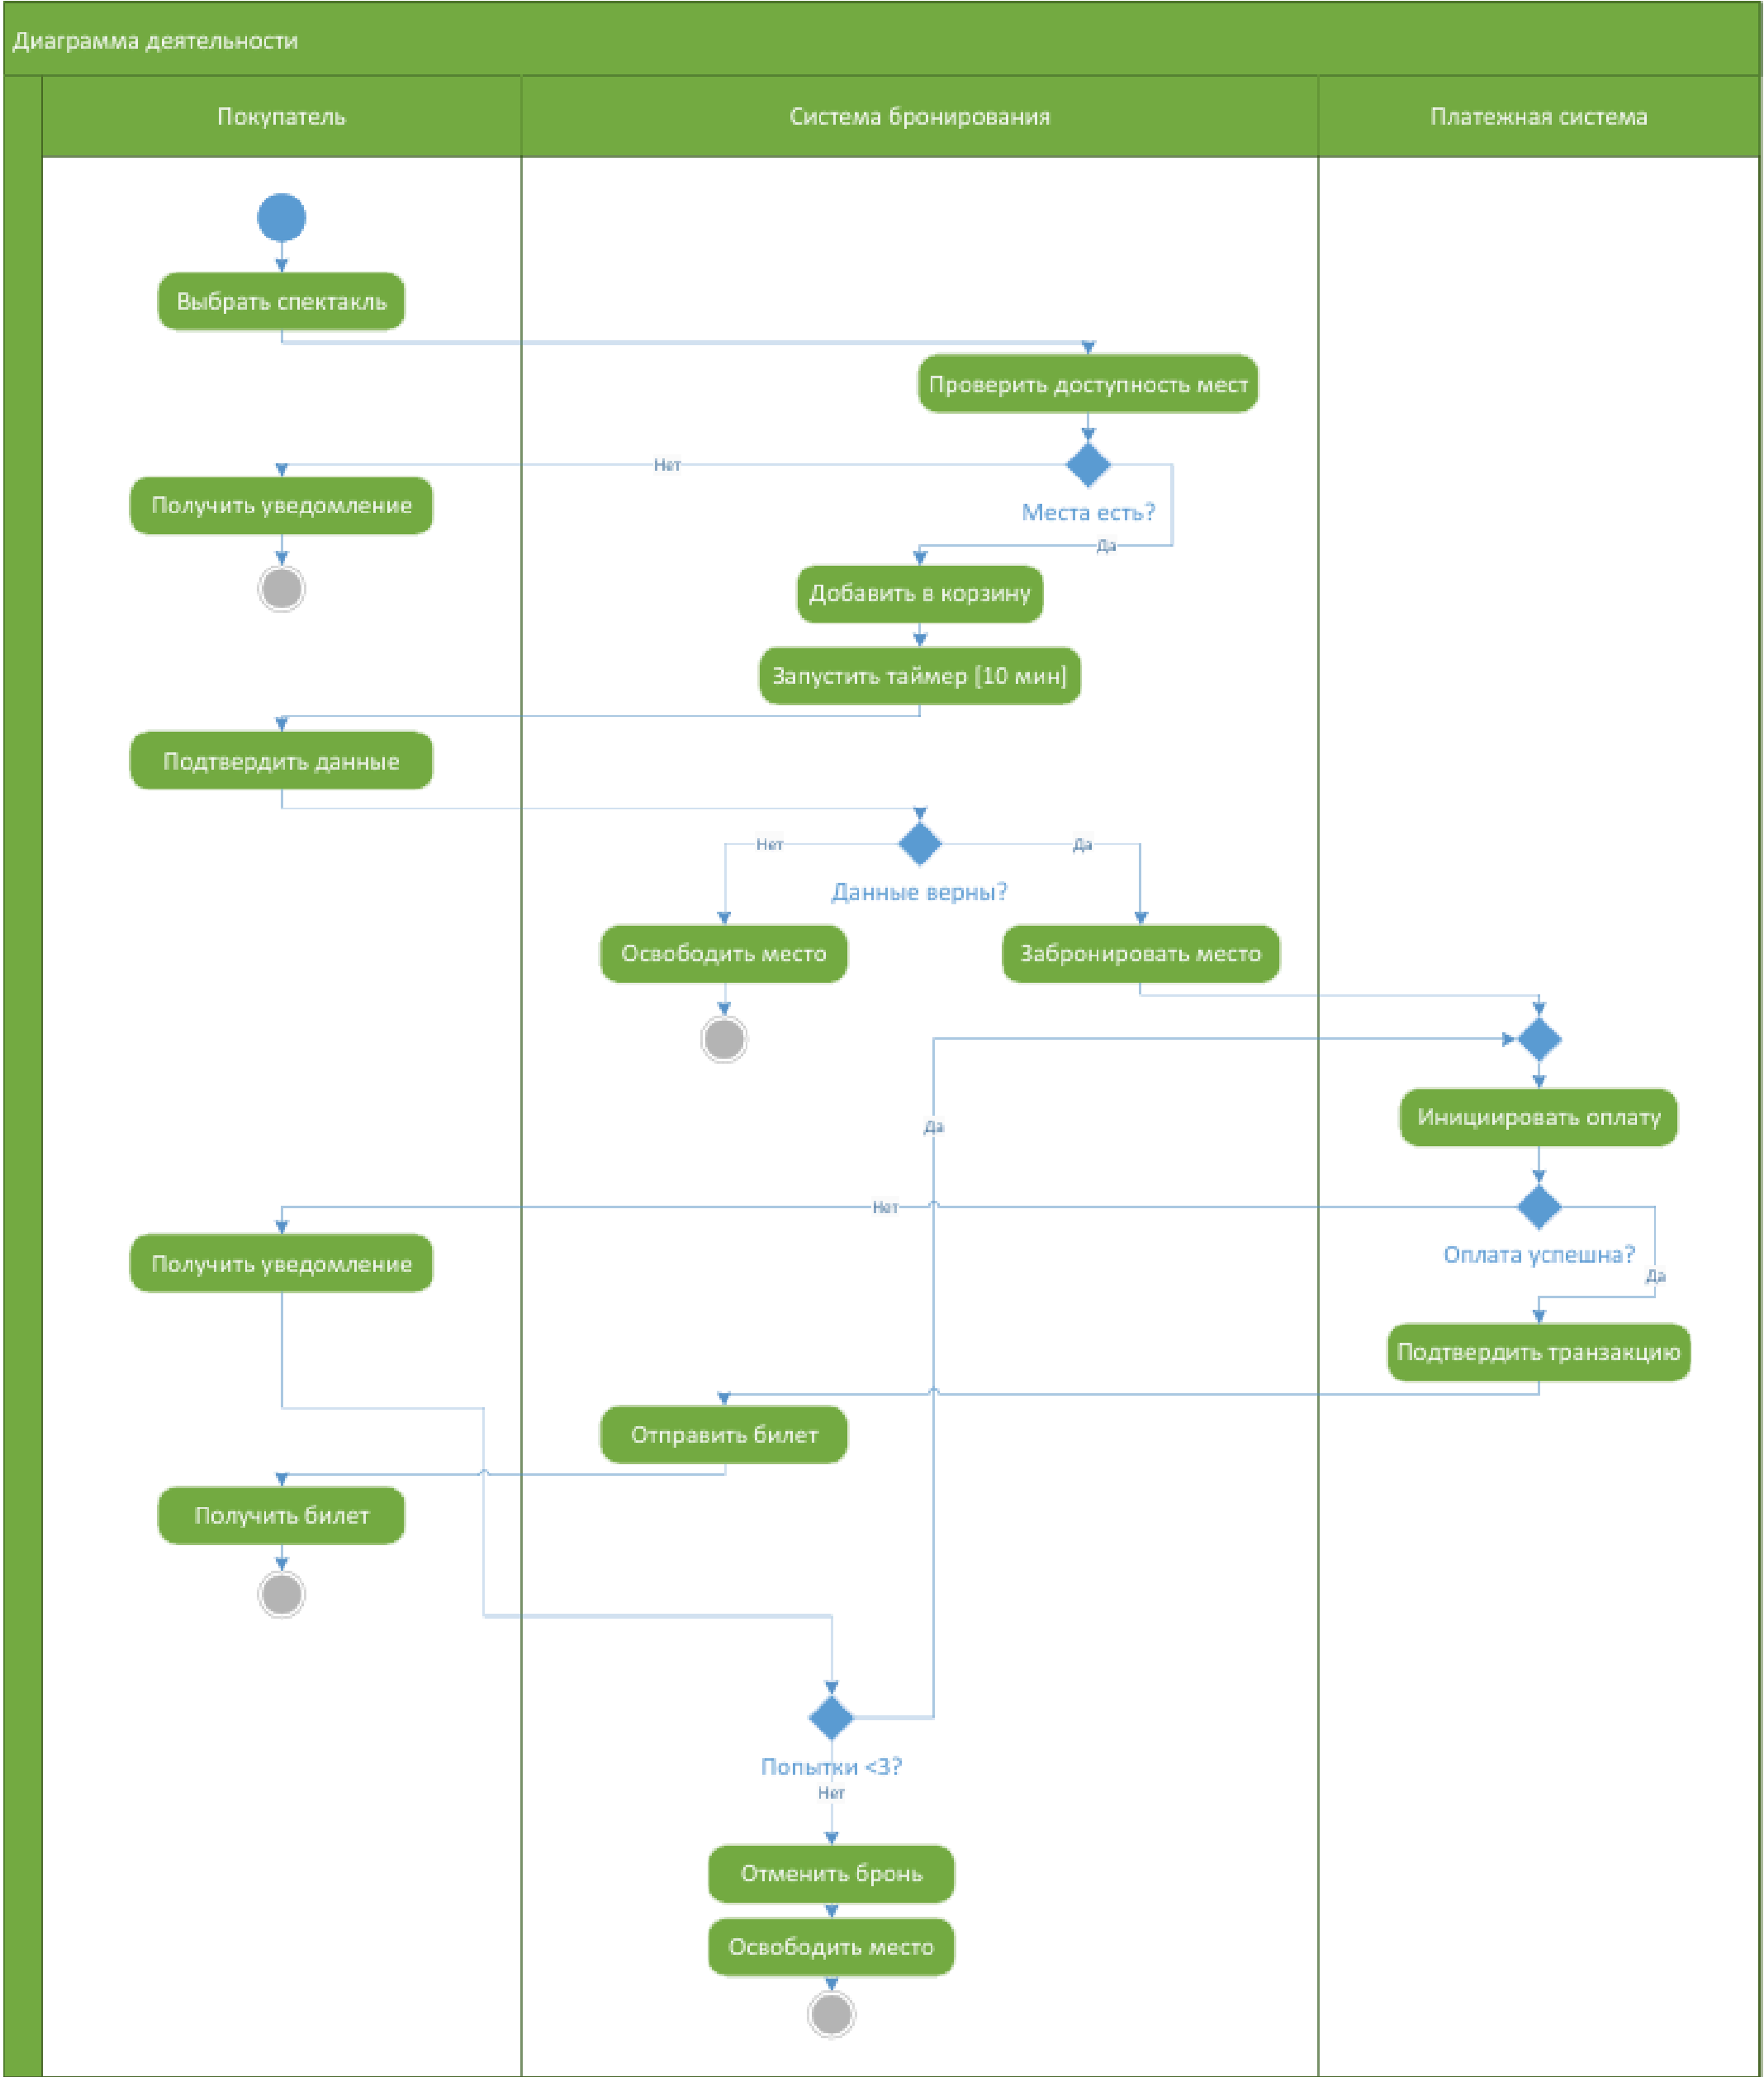 Диаграмма деятельности
Покупатель
Система бронирования
Платежная система
Выбрать спектакль
Проверить доступность мест
Нет
Получить уведомление
Места есть?
Да
Добавить в корзину
Запустить таймер [10 мин]
Подтвердить данные
Нет
Да
Данные верны?
Освободить место
Забронировать место
Инициировать оплату
Да
Нет
Получить уведомление
Оплата успешна?
Да
Подтвердить транзакцию
Отправить билет
Получить билет
Попытки <3?
Нет
Отменить бронь
Освободить место